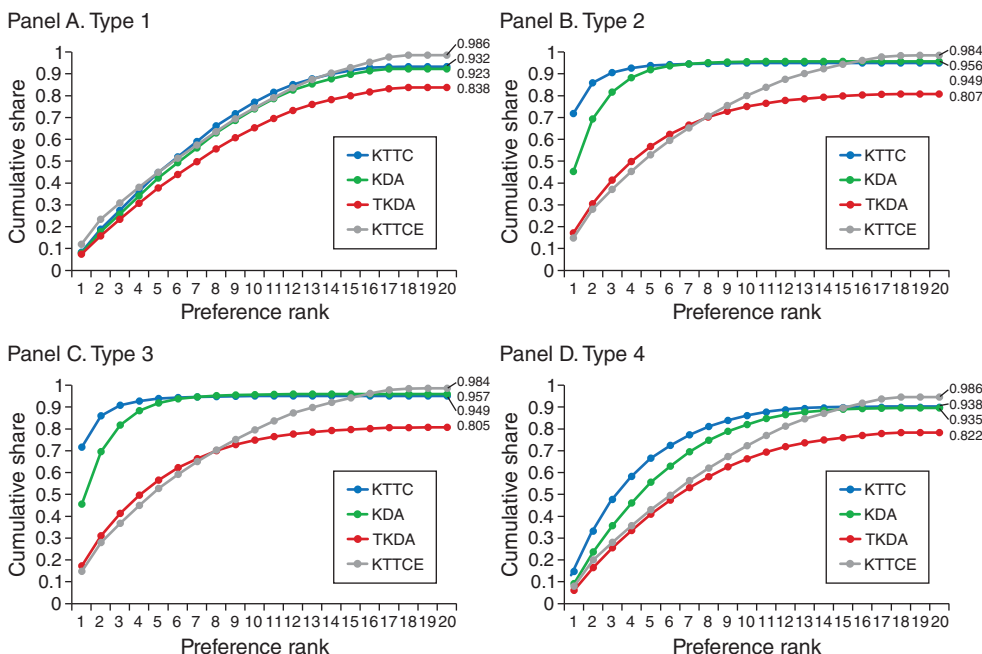 Panel A. Type 1
Cumulative share
1
0.9
0.8
0.7
0.6
0.5
0.4
0.3
0.2
0.1
0
0.986
0.932
0.923
0.838
KTTC
KDA
TKDA
KTTCE
1 2 3 4 5 6 7 8 9 10 11 12 13 14 15 16 17 18 19 20
Preference rank
Panel B. Type 2
Cumulative share
1
0.9
0.8
0.7
0.6
0.5
0.4
0.3
0.2
0.1
0
0.984
0.956
0.949
0.807
KTTC
KDA
TKDA
KTTCE
1 2 3 4 5 6 7 8 9 10 11 12 13 14 15 16 17 18 19 20
Preference rank
Panel C. Type 3
Cumulative share
1
0.9
0.8
0.7
0.6
0.5
0.4
0.3
0.2
0.1
0
0.984
0.957
0.949
0.805
KTTC
KDA
TKDA
KTTCE
1 2 3 4 5 6 7 8 9 10 11 12 13 14 15 16 17 18 19 20
Preference rank
Panel D. Type 4
Cumulative share
1
0.9
0.8
0.7
0.6
0.5
0.4
0.3
0.2
0.1
0
0.986
0.938
0.935
0.822
KTTC
KDA
TKDA
KTTCE
1 2 3 4 5 6 7 8 9 10 11 12 13 14 15 16 17 18 19 20
Preference rank